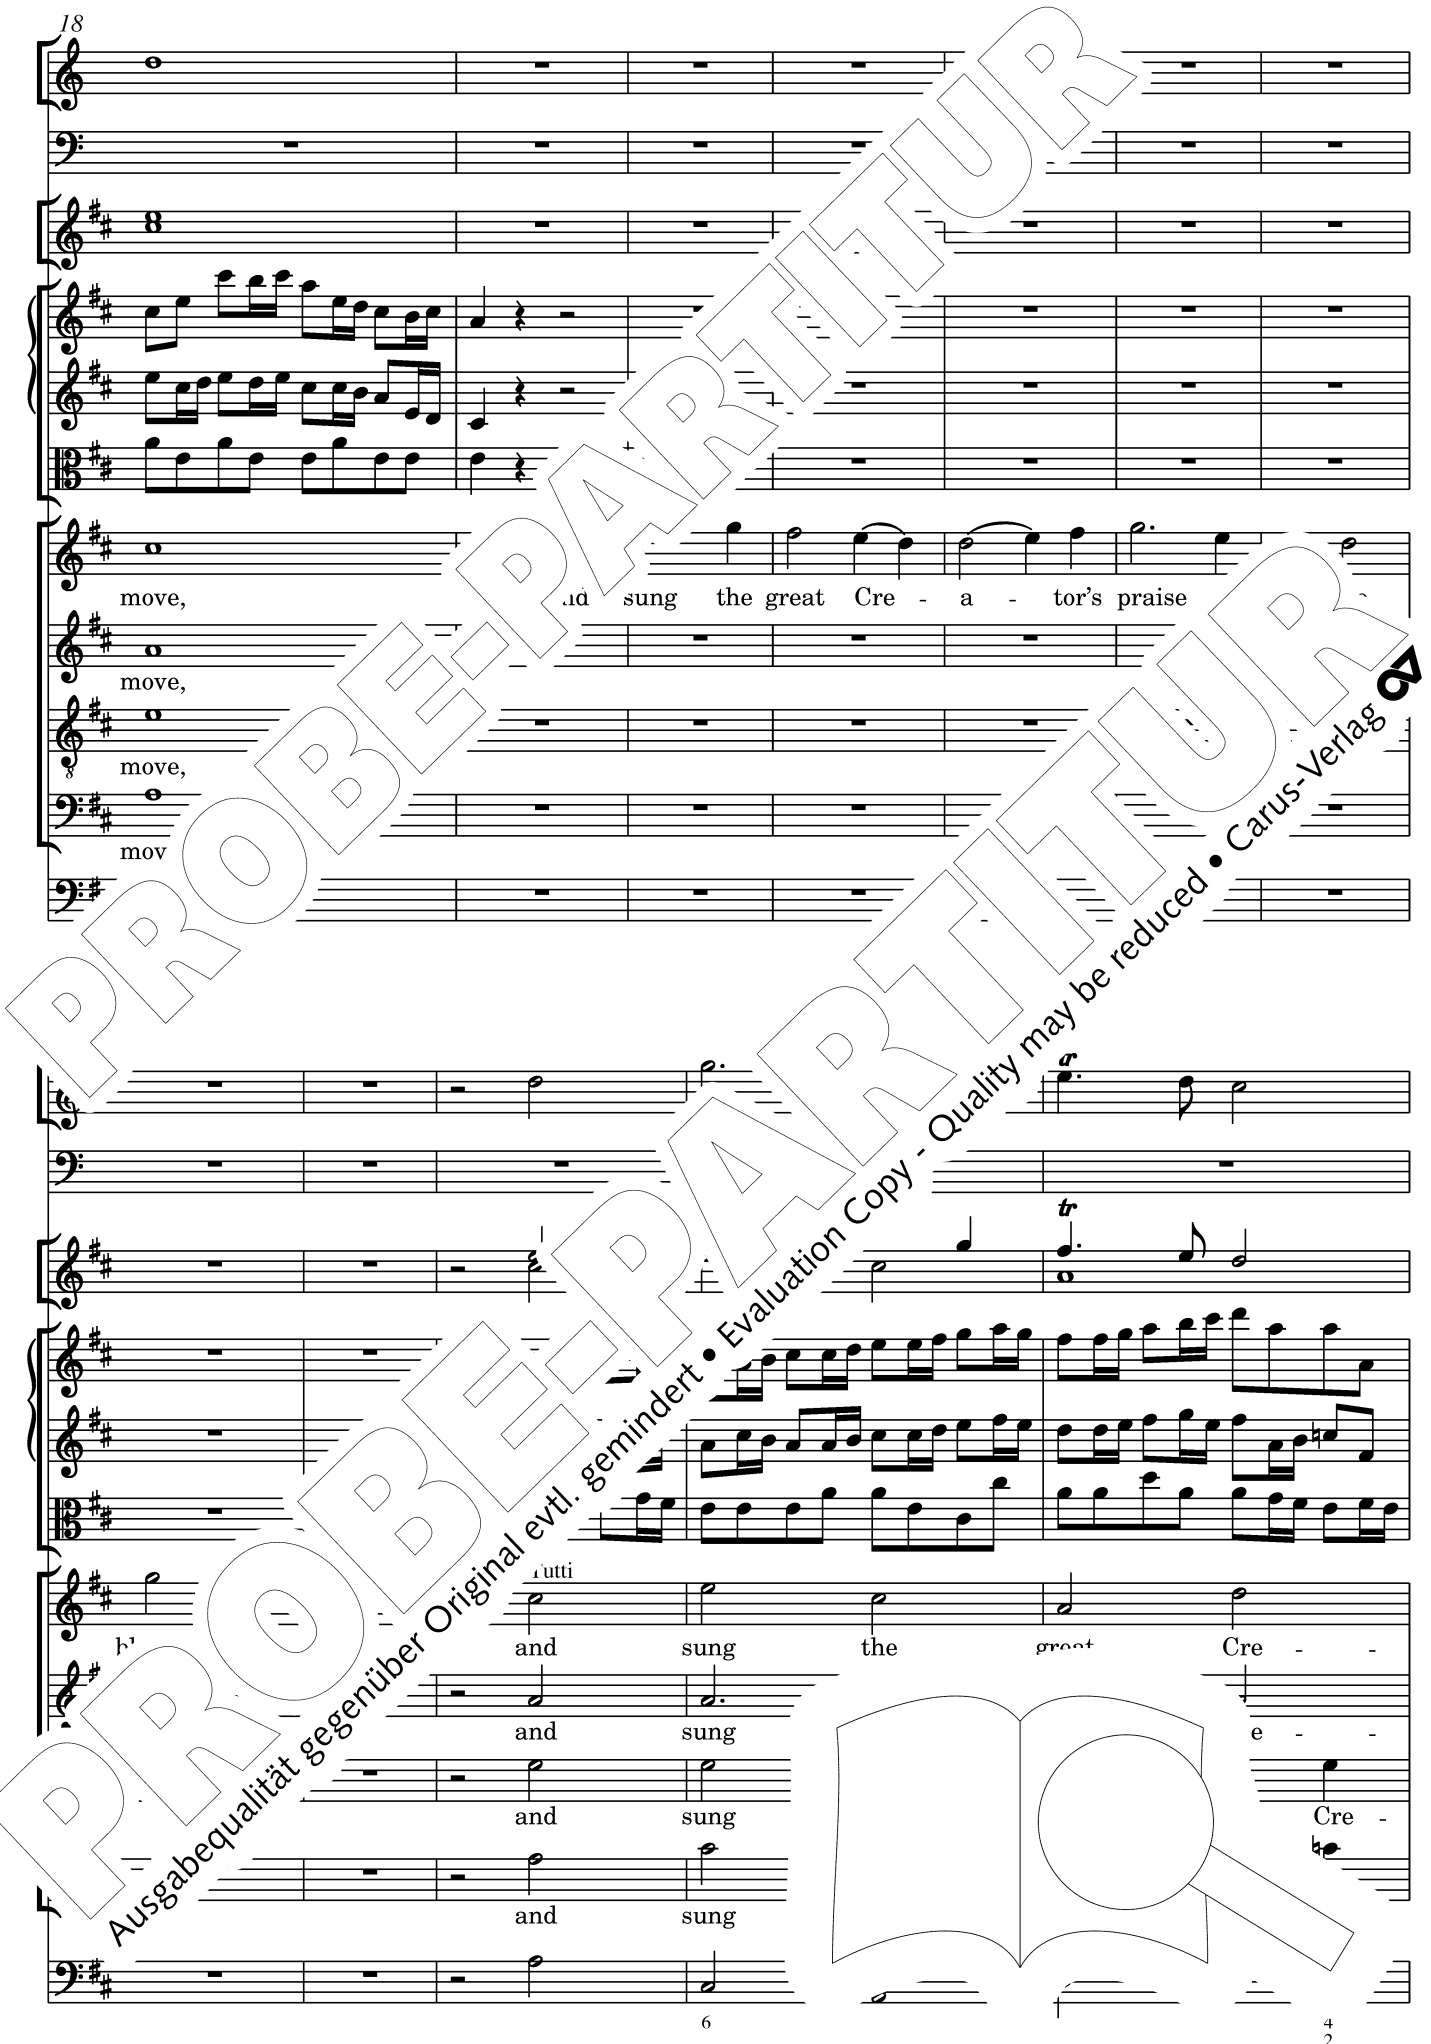 18
move, sung the great Cre - a - tor's praise
move,
move,
mov
PROBE-PARTITUR
tr
tr
Tutti
and sung the great Cre - -
and sung e - -
and sung Cre -
and sung
6 4
2
PROBE-PARTITUR
Ausgabequalität gegenüber Original evtl. gemindert • Evaluation Copy - Quality may be reduced • Carus-Verlag